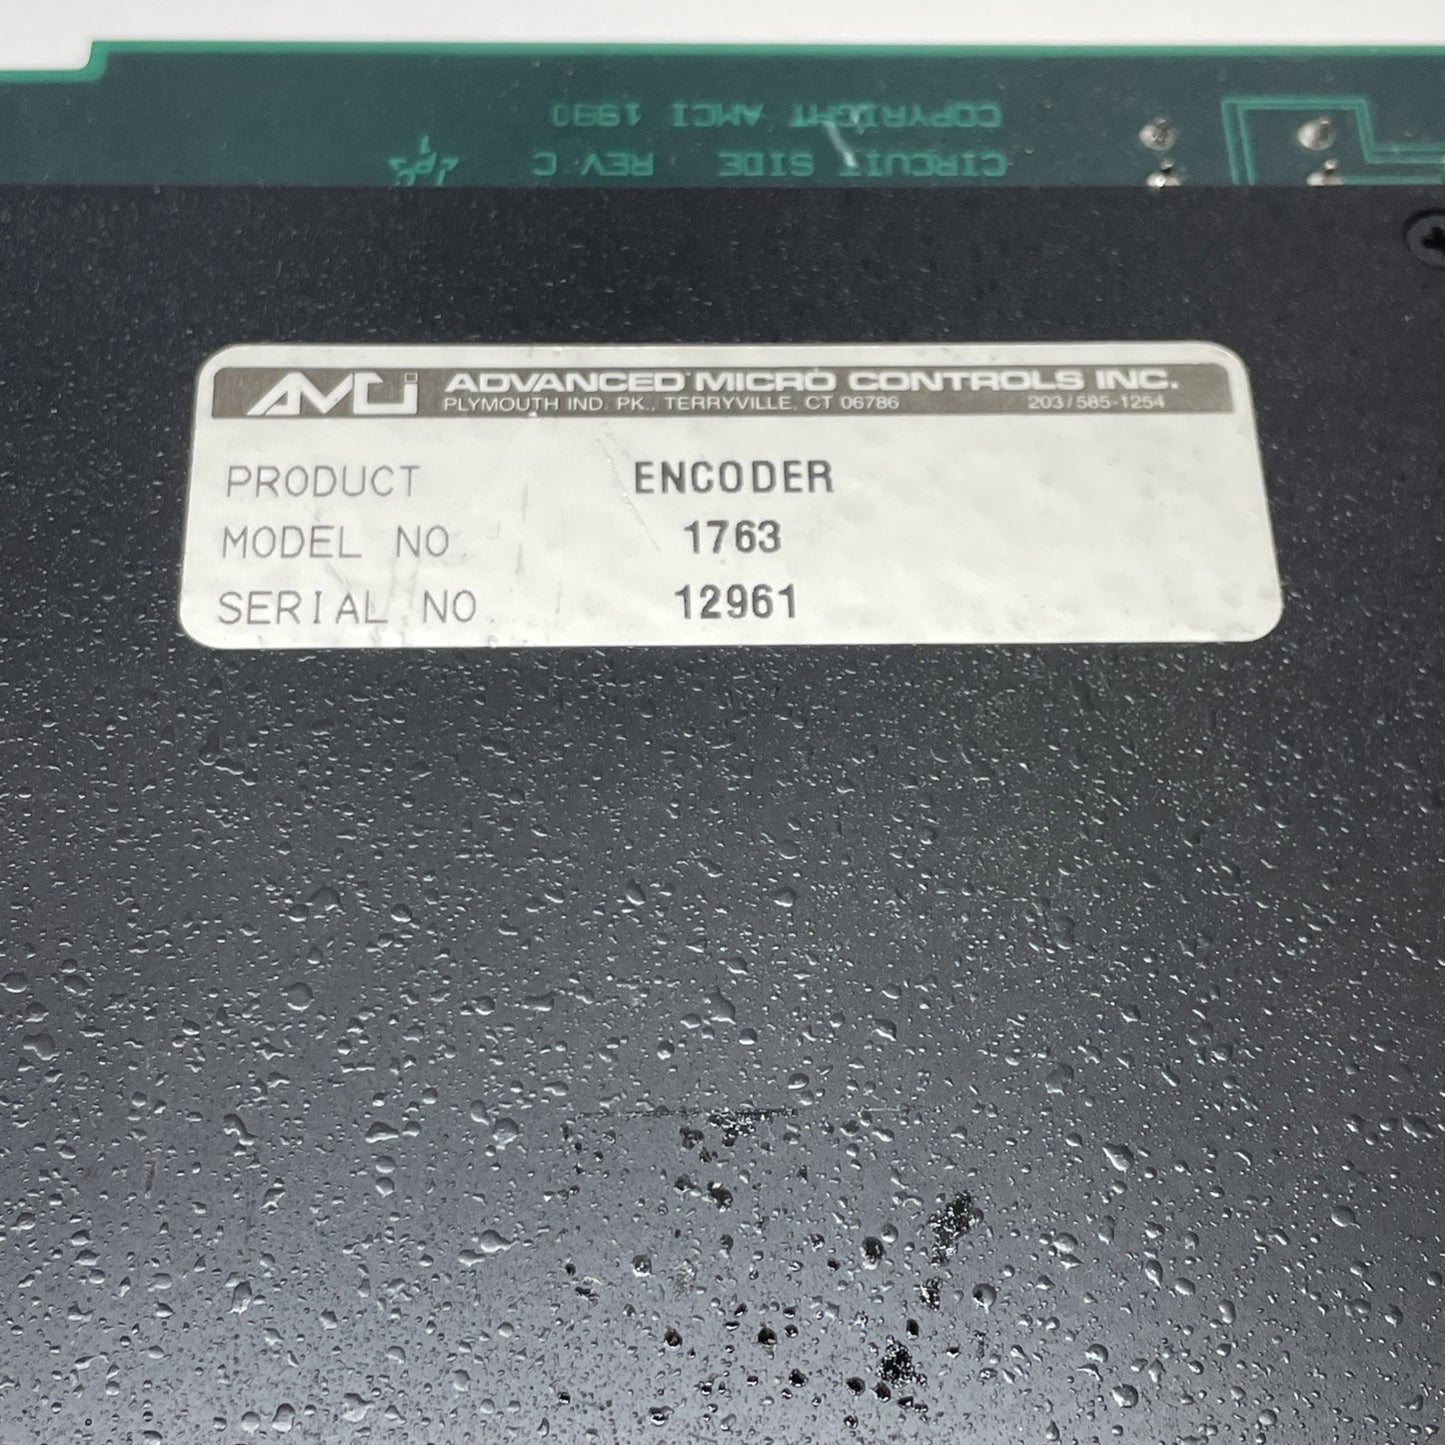 COPYRIGHT AMCI 1990
CIRCUIT SIDE REV C
AMCi ADVANCED MICRO CONTROLS INC.
PLYMOUTH IND. PK., TERRYVILLE, CT 06786 203/585-1254
PRODUCT ENCODER
MODEL NO 1763
SERIAL NO 12961